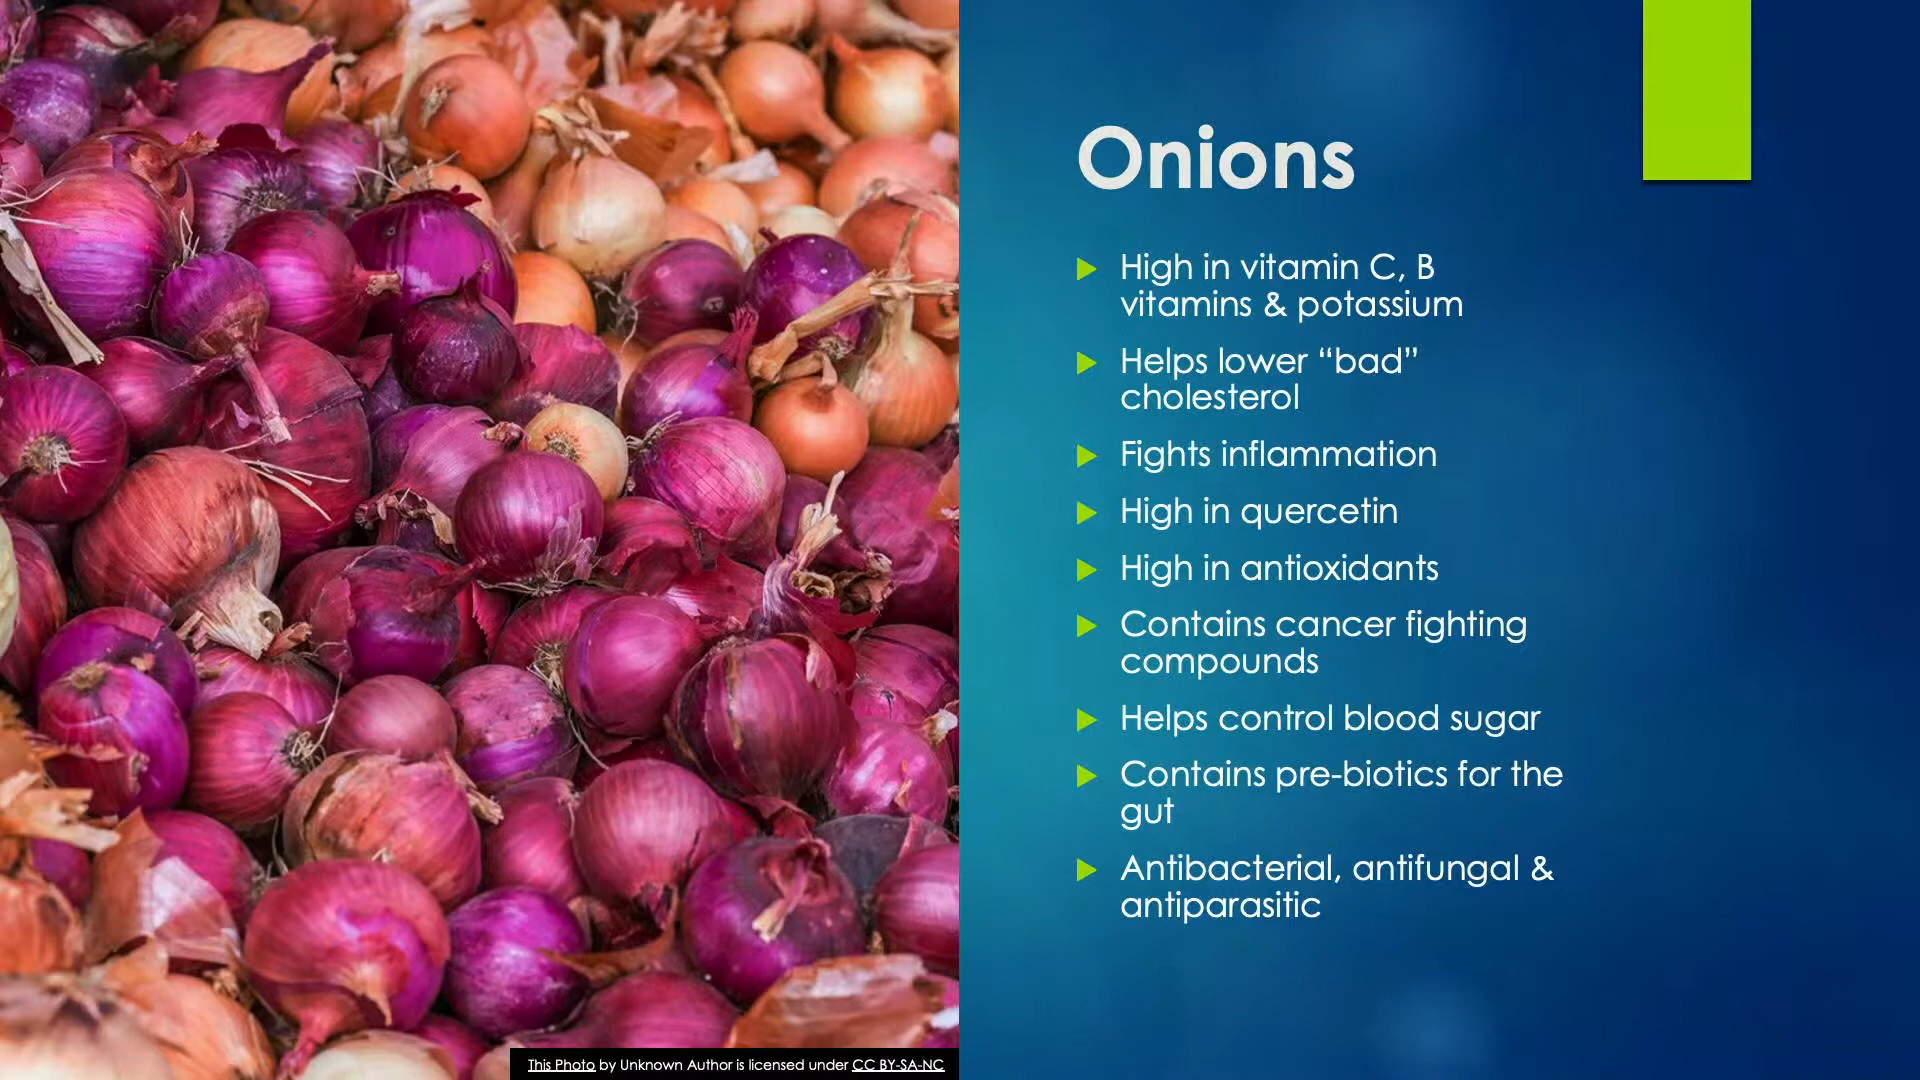 Onions
High in vitamin C, B
vitamins & potassium
Helps lower “bad”
cholesterol
Fights inflammation
High in quercetin
High in antioxidants
Contains cancer fighting
compounds
Helps control blood sugar
Contains pre-biotics for the
gut
Antibacterial, antifungal &
antiparasitic
This Photo by Unknown Author is licensed under CC BY-SA-NC